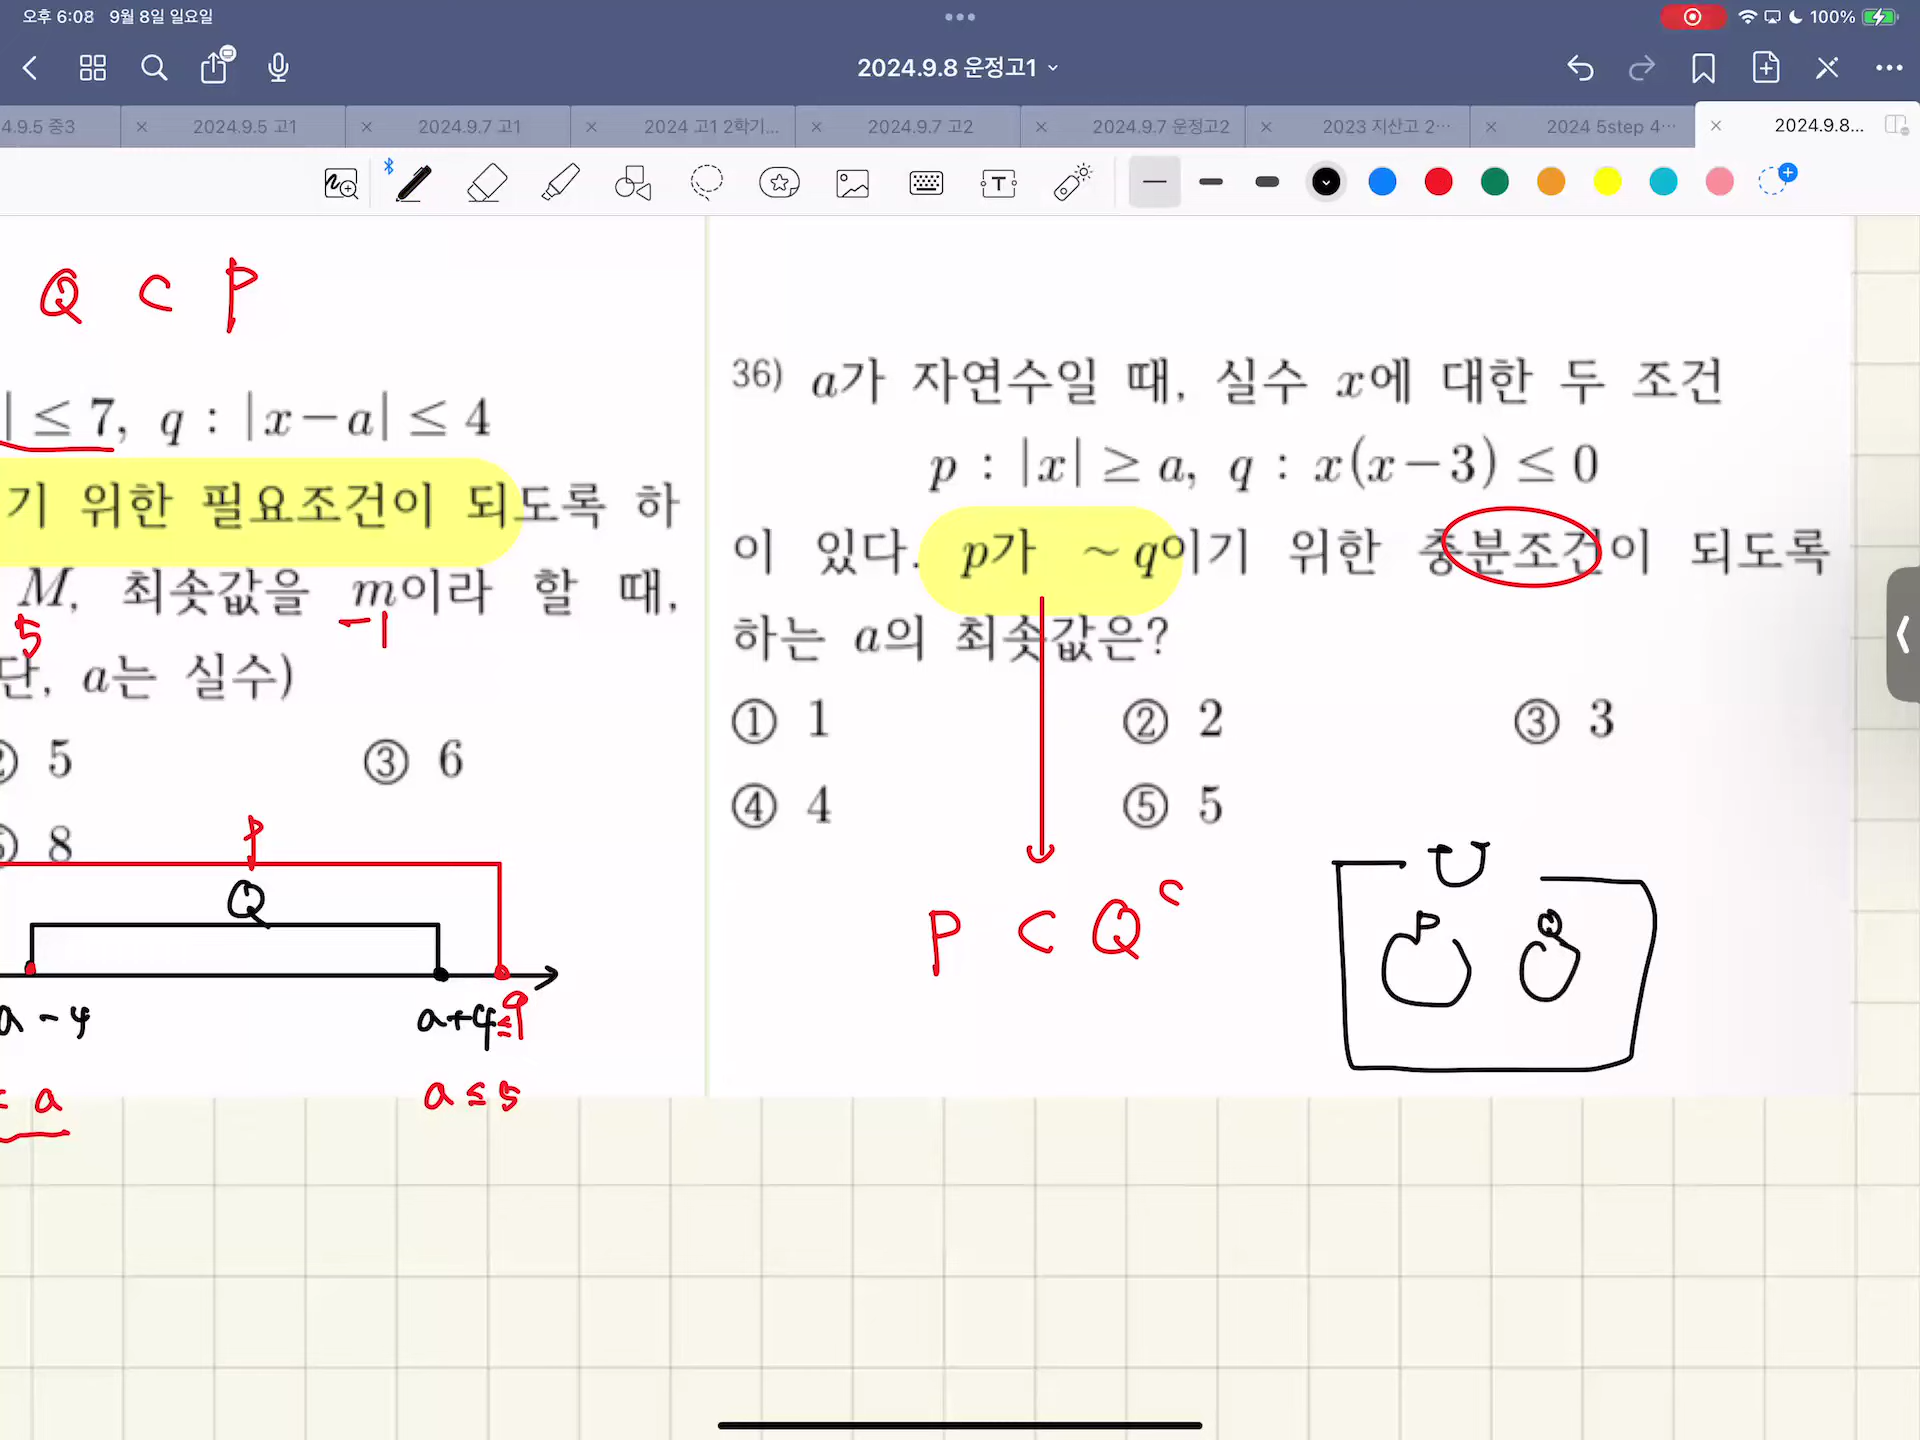 오후 6:08 9월 8일 일요일
100%
2024.9.8 운정고1
4.9.5 중3
2024.9.5 고1
2024.9.7 고1
2024 고1 2학기...
2024.9.7 고2
2024.9.7 운정고2
2023 지산고 2...
2024 5step 4...
2024.9.8...
Q ⊂ P
| ≤ 7, q : |x−a| ≤ 4
기 위한 필요조건이 되도록 하
M, 최솟값을 m이라 할 때,
5 −1
단, a는 실수)
5 ③ 6
8
P
Q
a−4 a+4≤9
a a≤5
36) a가 자연수일 때, 실수 x에 대한 두 조건
p : |x| ≥ a, q : x(x−3) ≤ 0
이 있다. p가 ~q이기 위한 충분조건이 되도록
하는 a의 최솟값은?
① 1 ② 2 ③ 3
④ 4 ⑤ 5
P ⊂ Qᶜ
U
P Q